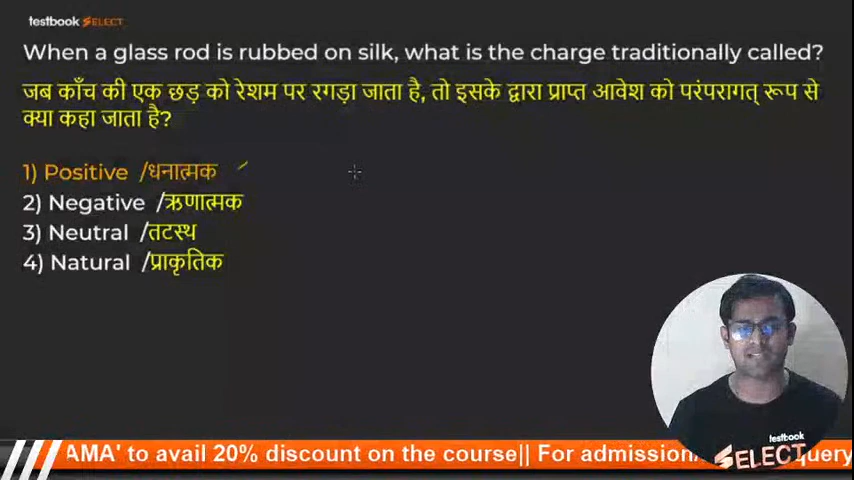 testbook SELECT
When a glass rod is rubbed on silk, what is the charge traditionally called?
जब काँच की एक छड़ को रेशम पर रगड़ा जाता है, तो इसके द्वारा प्राप्त आवेश को परंपरागत् रूप से
क्या कहा जाता है?
1) Positive /धनात्मक
2) Negative /ऋणात्मक
3) Neutral /तटस्थ
4) Natural /प्राकृतिक
testbook
SELECT
AMA' to avail 20% discount on the course|| For admission query